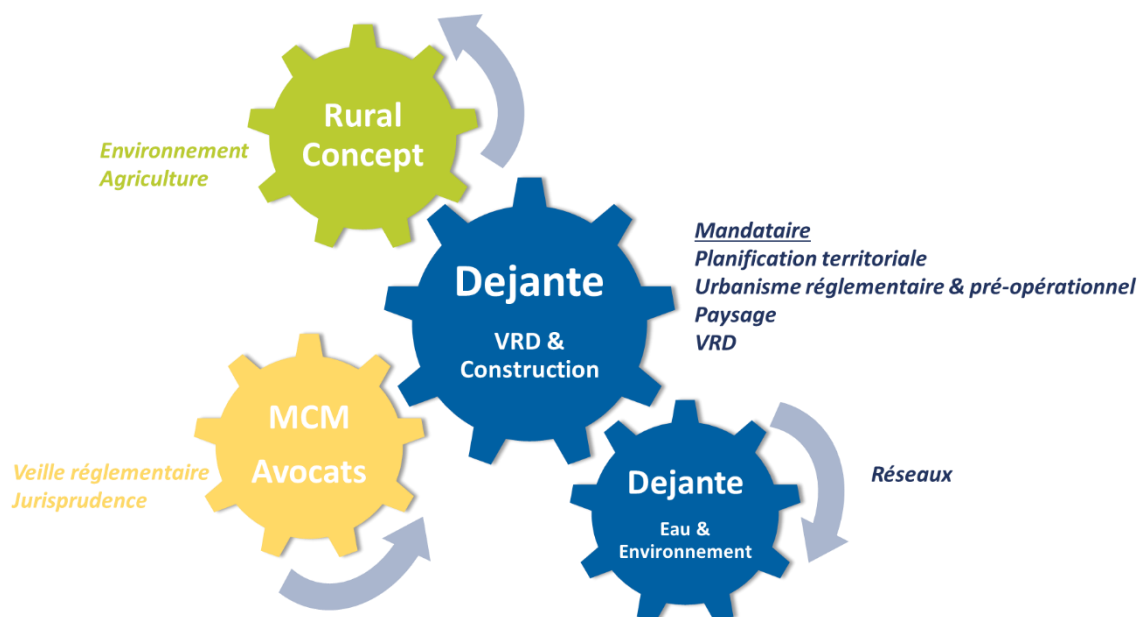 Rural
Concept
Environnement
Agriculture
Dejante
VRD &
Construction
Mandataire
Planification territoriale
Urbanisme réglementaire & pré-opérationnel
Paysage
VRD
MCM
Avocats
Veille réglementaire
Jurisprudence
Dejante
Eau &
Environnement
Réseaux